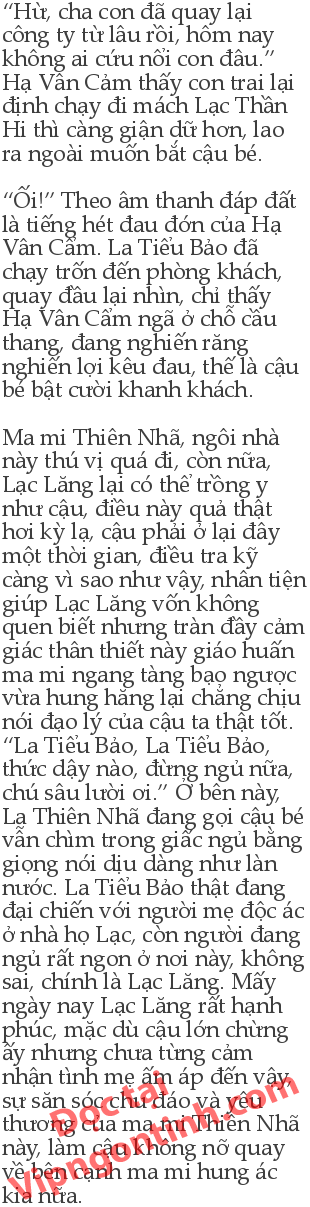 “Hừ, cha con đã quay lại
công ty từ lâu rồi, hôm nay
không ai cứu nổi con đâu.”
Hạ Vân Cảm thấy con trai lại
định chạy đi mách Lạc Thần
Hi thì càng giận dữ hơn, lao
ra ngoài muốn bắt cậu bé.
“Ối!” Theo âm thanh đáp đất
là tiếng hét đau đớn của Hạ
Vân Cẩm. La Tiểu Bảo đã
chạy trốn đến phòng khách,
quay đầu lại nhìn, chỉ thấy
Hạ Vân Cẩm ngã ở chỗ cầu
thang, đang nghiến răng
nghiến lợi kêu đau, thế là cậu
bé bật cười khanh khách.
Ma mi Thiên Nhã, ngôi nhà
này thú vị quá đi, còn nữa,
Lạc Lăng lại có thể trồng y
như cậu, điều này quả thật
hơi kỳ lạ, cậu phải ở lại đây
một thời gian, điều tra kỹ
càng vì sao như vậy, nhân tiện
giúp Lạc Lăng vốn không
quen biết nhưng tràn đầy cảm
giác thân thiết này giáo huấn
ma mi ngang tàng bạo ngược
vừa hung hăng lại chẳng chịu
nói đạo lý của cậu ta thật tốt.
“La Tiểu Bảo, La Tiểu Bảo,
thức dậy nào, đừng ngủ nữa,
chú sâu lười ơi.” Ở bên này,
La Thiên Nhã đang gọi cậu bé
vẫn chìm trong giấc ngủ bằng
giọng nói dịu dàng như làn
nước. La Tiểu Bảo thật đang
đại chiến với người mẹ độc ác
ở nhà họ Lạc, còn người đang
ngủ rất ngon ở nơi này, không
sai, chính là Lạc Lăng. Mấy
ngày nay Lạc Lăng rất hạnh
phúc, mặc dù cậu lớn chừng
ấy nhưng chưa từng cảm
nhận tình mẹ ấm áp đến vậy,
sự săn sóc chu đáo và yêu
thương của ma mi Thiên Nhã
này, làm cậu không nỡ quay
về bên cạnh ma mi hung ác
kia nữa.
Đọc tại
Vipngontinh.com